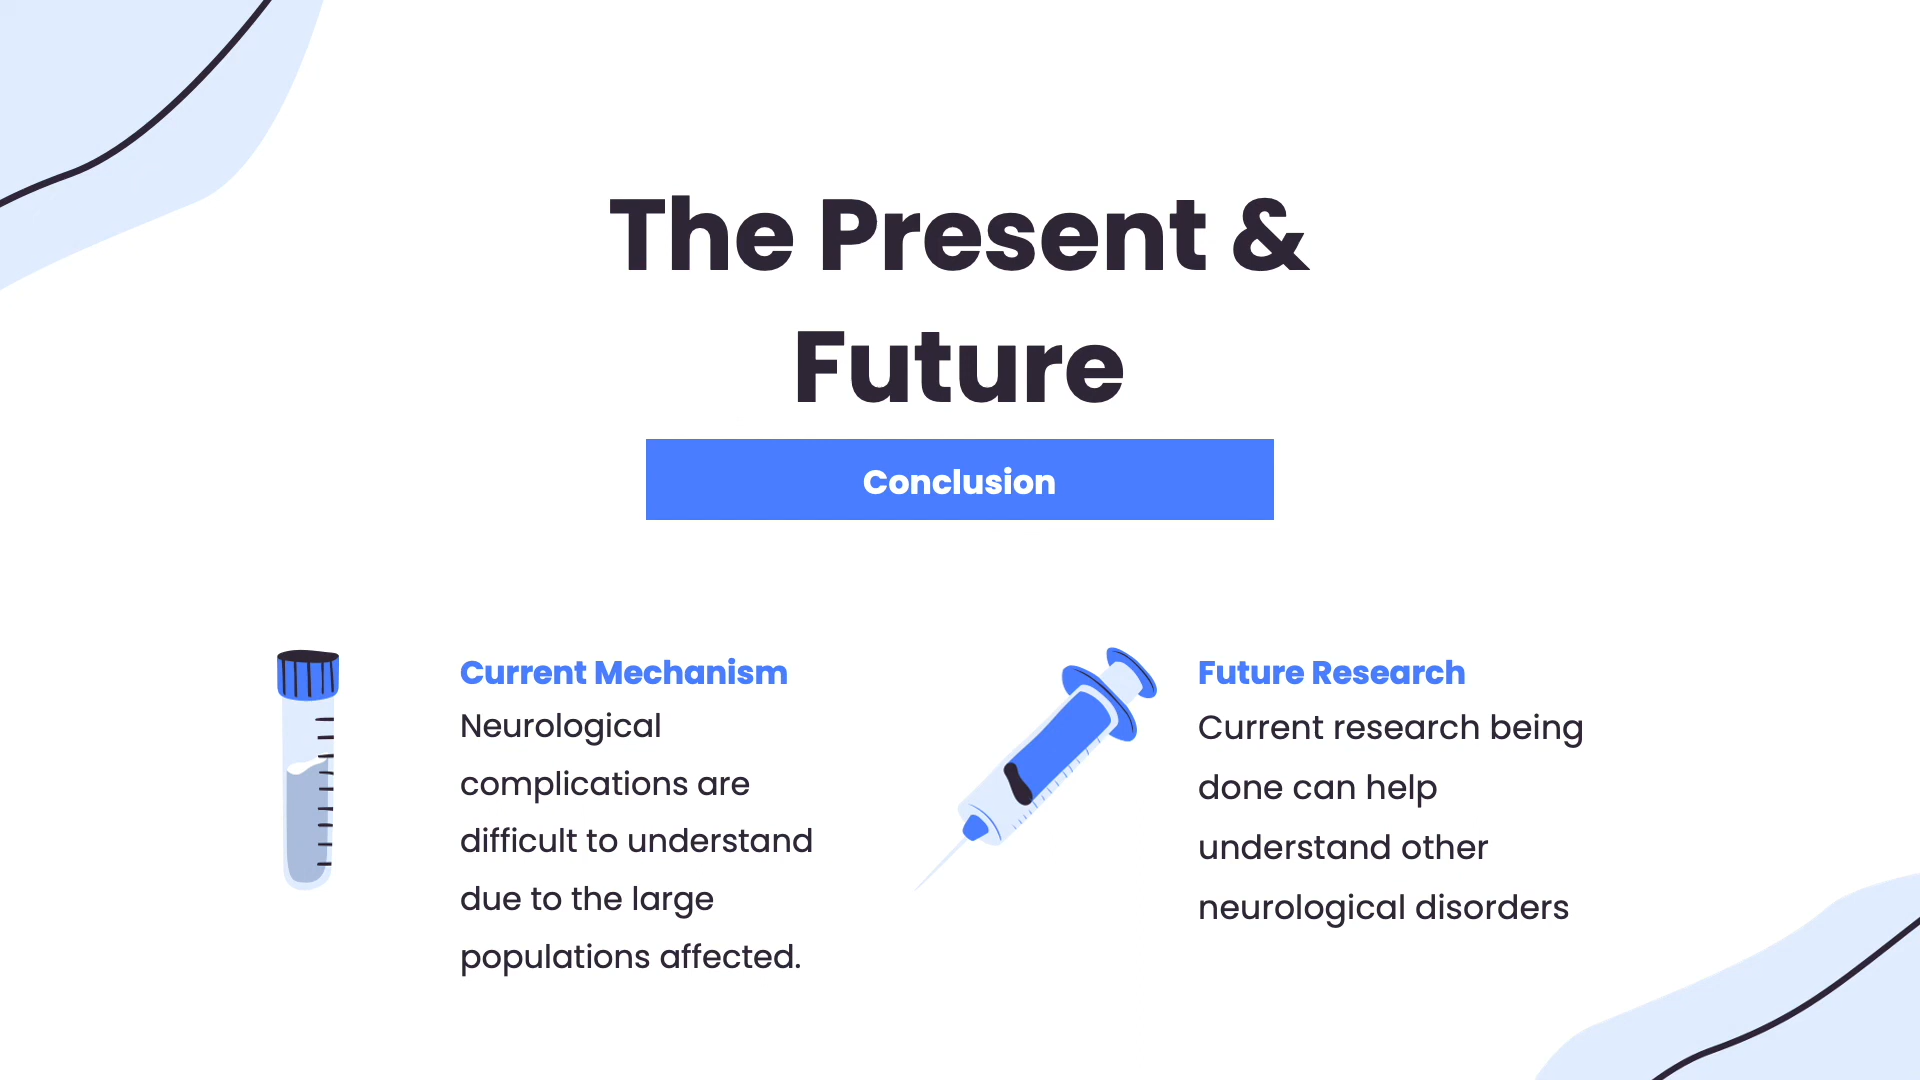 The Present &
Future
Conclusion
Current Mechanism
Neurological
complications are
difficult to understand
due to the large
populations affected.
Future Research
Current research being
done can help
understand other
neurological disorders